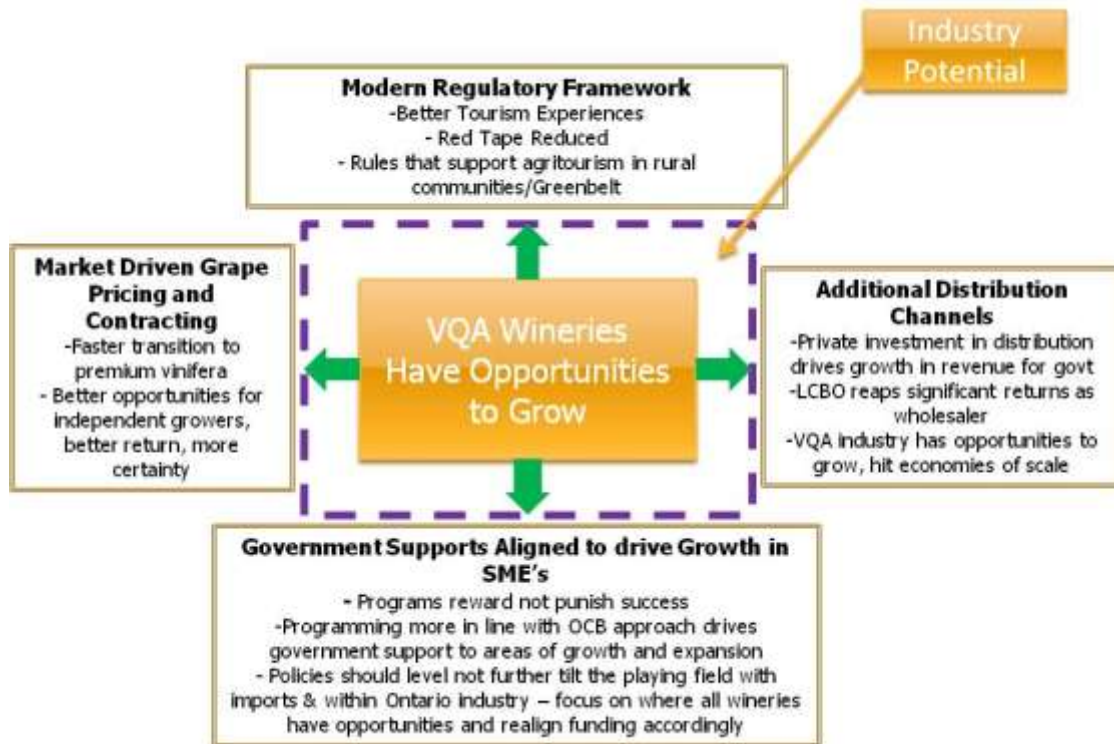 Industry
Potential
Modern Regulatory Framework
-Better Tourism Experiences
- Red Tape Reduced
- Rules that support agritourism in rural
communities/Greenbelt
Market Driven Grape
Pricing and
Contracting
-Faster transition to
premium vinifera
- Better opportunities for
independent growers,
better return, more
certainty
VQA Wineries
Have Opportunities
to Grow
Additional Distribution
Channels
-Private investment in distribution
drives growth in revenue for govt
-LCBO reaps significant returns as
wholesaler
-VQA industry has opportunities to
grow, hit economies of scale
Government Supports Aligned to drive Growth in
SME's
- Programs reward not punish success
-Programming more in line with OCB approach drives
government support to areas of growth and expansion
- Policies should level not further tilt the playing field with
imports & within Ontario industry – focus on where all wineries
have opportunities and realign funding accordingly